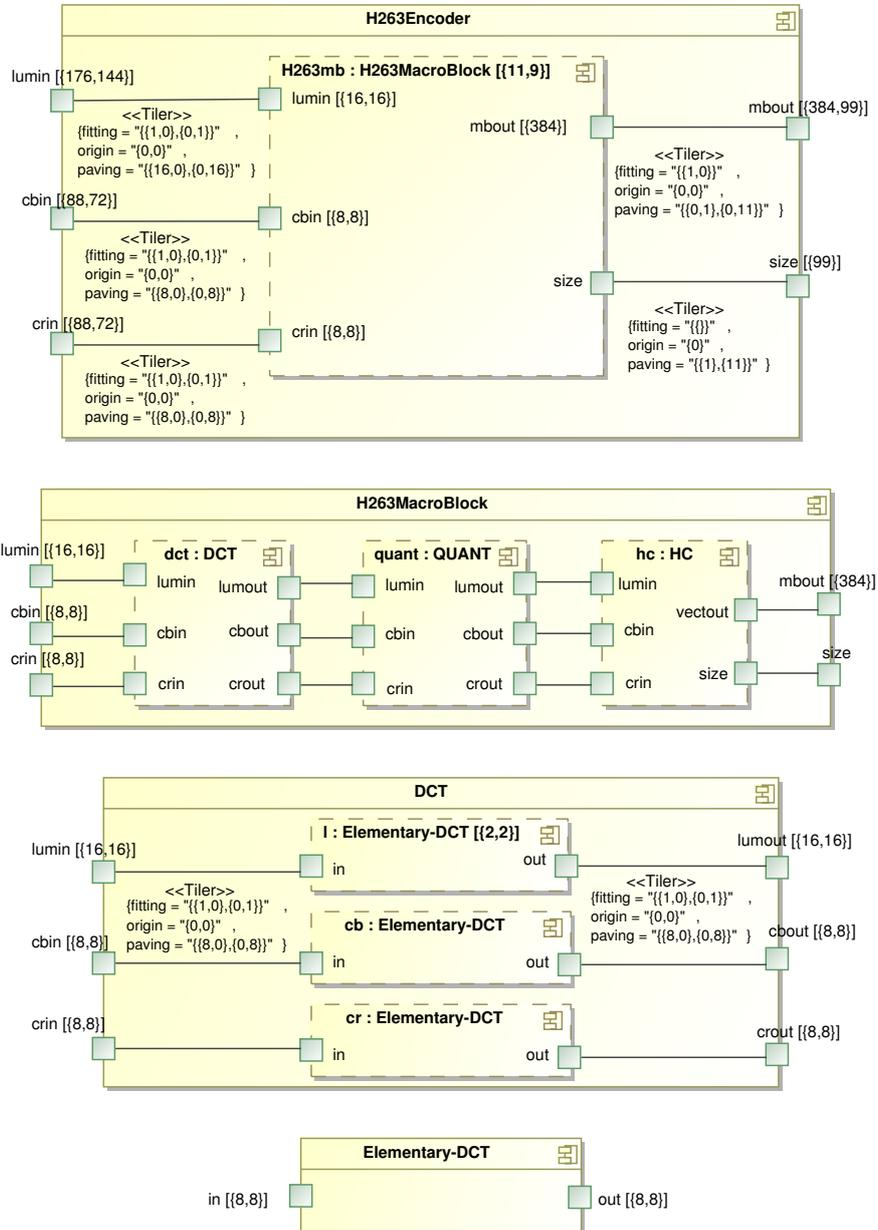 H263Encoder
lumin [{176,144}]
H263mb : H263MacroBlock [{11,9}]
lumin [{16,16}]
mbout [{384}]
mbout [{384,99}]
<<Tiler>>
{fitting = "{{1,0},{0,1}}" ,
origin = "{0,0}" ,
paving = "{{16,0},{0,16}}" }
<<Tiler>>
{fitting = "{{1,0}}" ,
origin = "{0,0}" ,
paving = "{{0,1},{0,11}}" }
cbin [{88,72}]
cbin [{8,8}]
<<Tiler>>
{fitting = "{{1,0},{0,1}}" ,
origin = "{0,0}" ,
paving = "{{8,0},{0,8}}" }
size
size [{99}]
<<Tiler>>
{fitting = "{{}}" ,
origin = "{0}" ,
paving = "{{1},{11}}" }
crin [{88,72}]
crin [{8,8}]
<<Tiler>>
{fitting = "{{1,0},{0,1}}" ,
origin = "{0,0}" ,
paving = "{{8,0},{0,8}}" }
H263MacroBlock
lumin [{16,16}]
cbin [{8,8}]
crin [{8,8}]
dct : DCT
lumin
cbin
crin
lumout
cbout
crout
quant : QUANT
lumin
cbin
crin
lumout
cbout
crout
hc : HC
lumin
cbin
crin
vectout
size
mbout [{384}]
size
DCT
lumin [{16,16}]
l : Elementary-DCT [{2,2}]
in
out
lumout [{16,16}]
<<Tiler>>
{fitting = "{{1,0},{0,1}}" ,
origin = "{0,0}" ,
paving = "{{8,0},{0,8}}" }
<<Tiler>>
{fitting = "{{1,0},{0,1}}" ,
origin = "{0,0}" ,
paving = "{{8,0},{0,8}}" }
cbin [{8,8}]
cb : Elementary-DCT
in
out
cbout [{8,8}]
crin [{8,8}]
cr : Elementary-DCT
in
out
crout [{8,8}]
Elementary-DCT
in [{8,8}]
out [{8,8}]